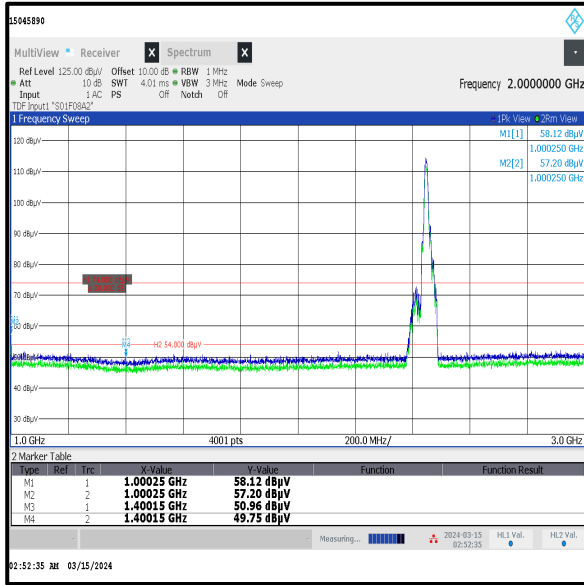 15045890
MultiView Receiver X Spectrum X
Ref Level 125.00 dBµV Offset 10.00 dB RBW 1 MHz
Att 10 dB SWT 4.01 ms VBW 3 MHz Mode Sweep Frequency 2.0000000 GHz
Input 1 AC PS Off Notch Off
TDF Input1 "S01F08A2"
1 Frequency Sweep 1Pk View 2Rm View
M1[1] 58.12 dBµV
1.000250 GHz
M2[2] 57.20 dBµV
1.000250 GHz
120 dBµV
110 dBµV
100 dBµV
90 dBµV
80 dBµV
70 dBµV
60 dBµV
H2 54.000 dBµV
40 dBµV
30 dBµV
1.0 GHz 4001 pts 200.0 MHz/ 3.0 GHz
2 Marker Table
Type Ref Trc X-Value Y-Value Function Function Result
M1 1 1.00025 GHz 58.12 dBµV
M2 2 1.00025 GHz 57.20 dBµV
M3 1 1.40015 GHz 50.96 dBµV
M4 2 1.40015 GHz 49.75 dBµV
Measuring... 2024-03-15 HL1 Val. HL2 Val.
02:52:35
02:52:35 AM 03/15/2024